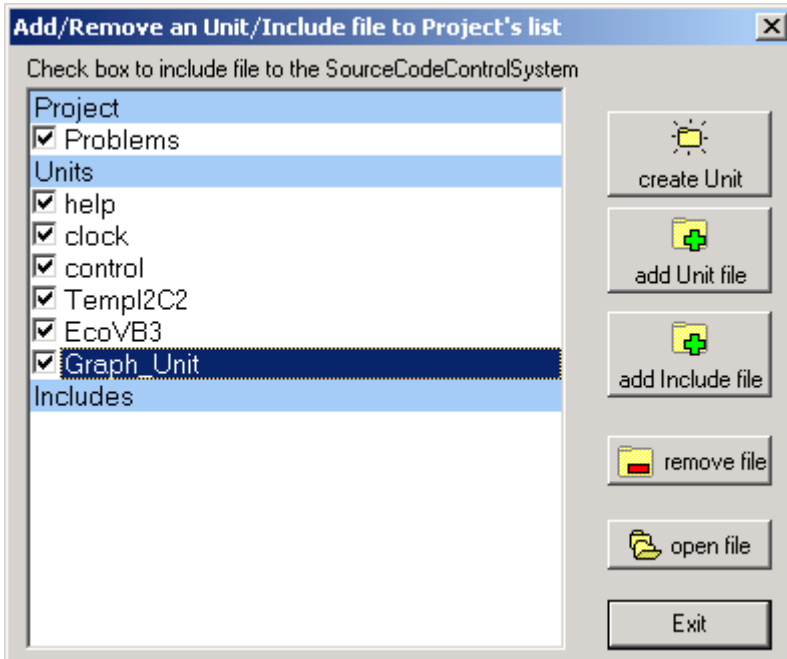 Add/Remove an Unit/Include file to Project's list
Check box to include file to the SourceCodeControlSystem
Project
Problems
Units
help
clock
control
Templ2C2
EcoVB3
Graph_Unit
Includes
create Unit
add Unit file
add Include file
remove file
open file
Exit